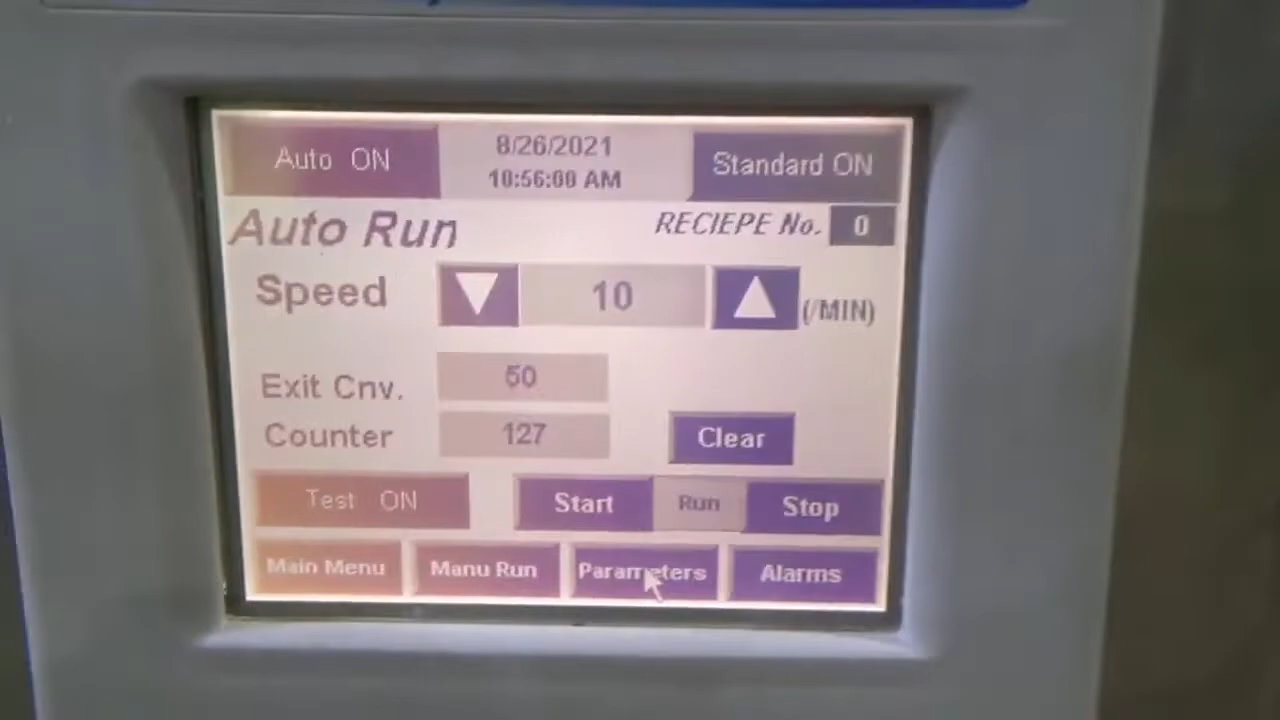 Auto ON
8/26/2021
10:56:00 AM
Standard ON
Auto Run
RECIEPE No. 0
Speed 10 (/MIN)
Exit Cnv. 50
Counter 127 Clear
Test ON Start Run Stop
Main Menu Manu Run Parameters Alarms